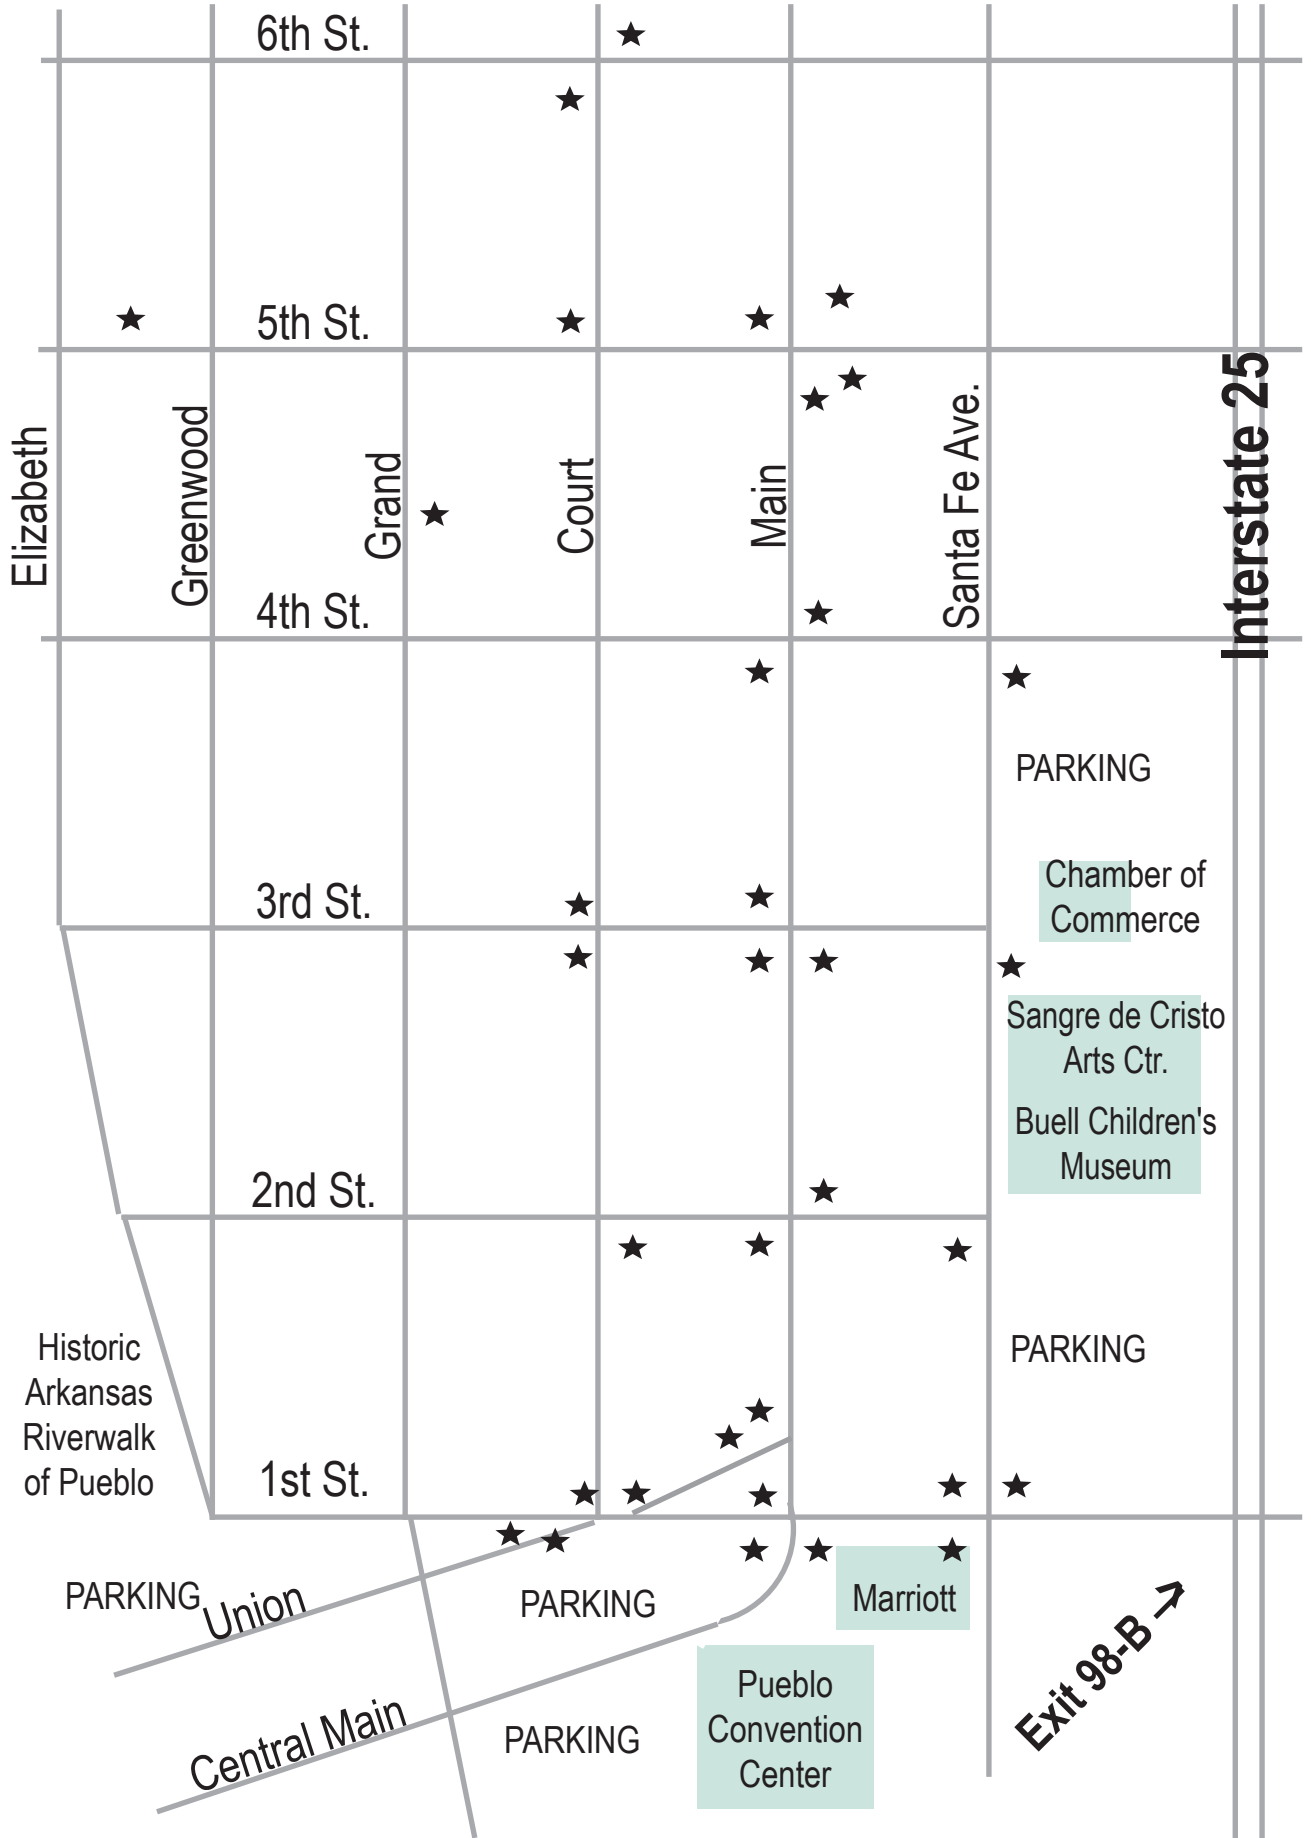 6th St.
5th St.
Elizabeth
Greenwood
Grand
Court
Main
Santa Fe Ave.
Interstate 25
4th St.
PARKING
Chamber of
Commerce
3rd St.
Sangre de Cristo
Arts Ctr.
Buell Children's
Museum
2nd St.
Historic
Arkansas
Riverwalk
of Pueblo
PARKING
1st St.
PARKING
Union
PARKING
Marriott
Exit 98-B
Central Main
PARKING
Pueblo
Convention
Center